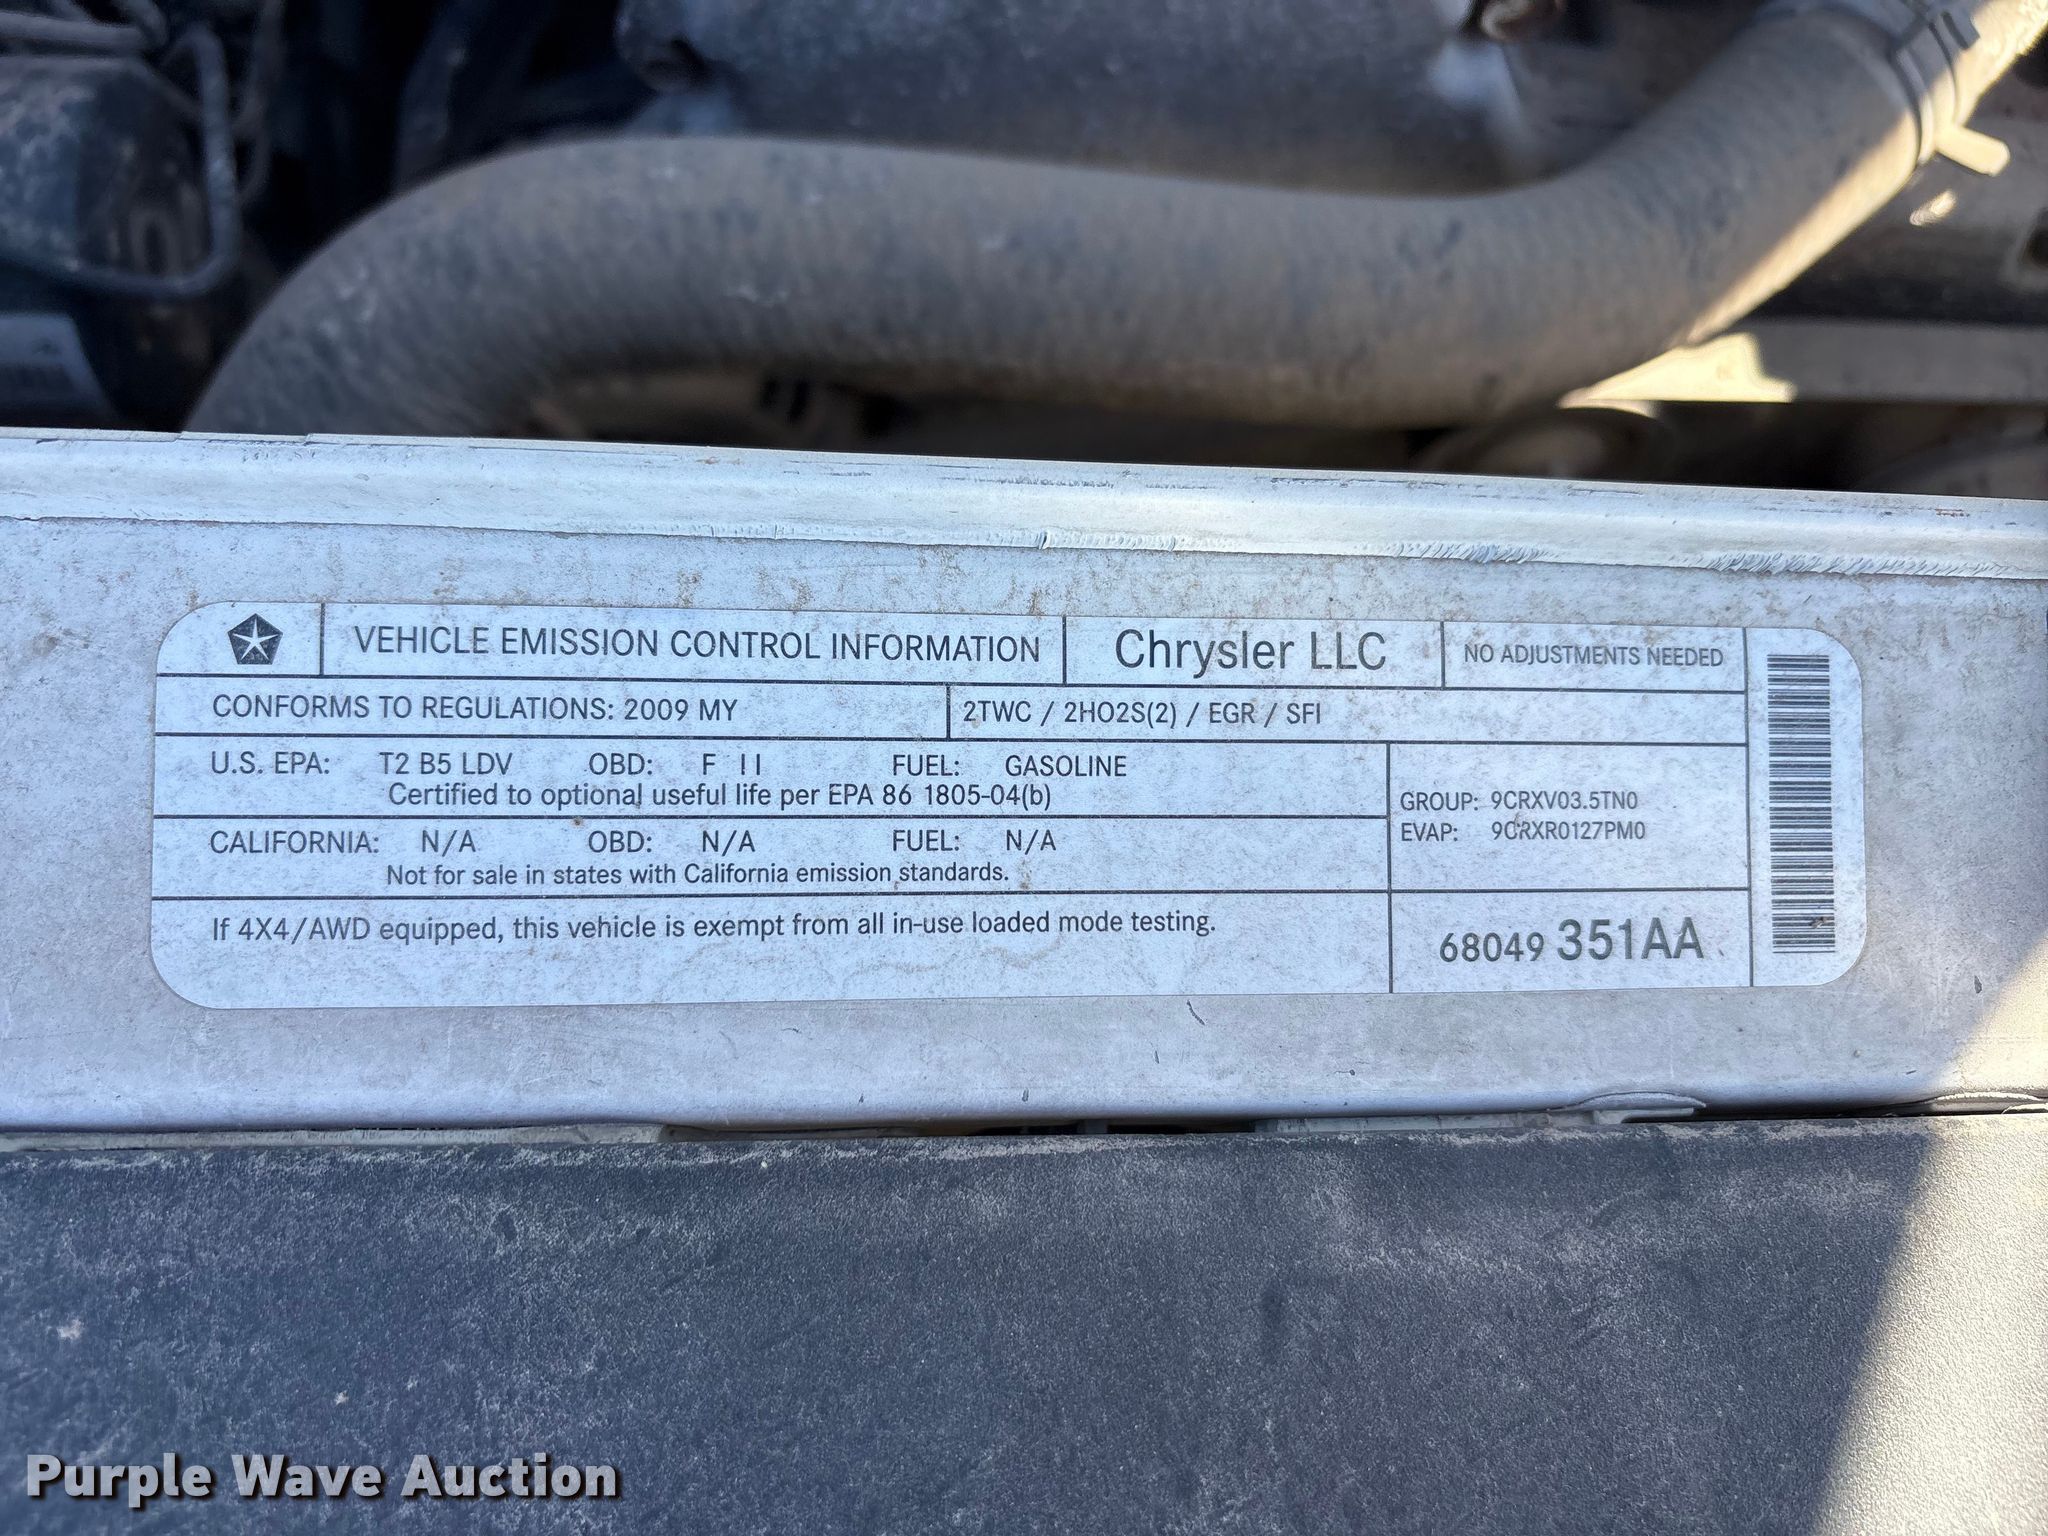 VEHICLE EMISSION CONTROL INFORMATION
Chrysler LLC
NO ADJUSTMENTS NEEDED
CONFORMS TO REGULATIONS: 2009 MY
2TWC / 2HO2S(2) / EGR / SFI
U.S. EPA: T2 B5 LDV OBD: F II FUEL: GASOLINE
Certified to optional useful life per EPA 86 1805-04(b)
GROUP: 9CRXV03.5TN0
EVAP: 9CRXR0127PM0
CALIFORNIA: N/A OBD: N/A FUEL: N/A
Not for sale in states with California emission standards.
If 4X4/AWD equipped, this vehicle is exempt from all in-use loaded mode testing.
68049 351AA
Purple Wave Auction